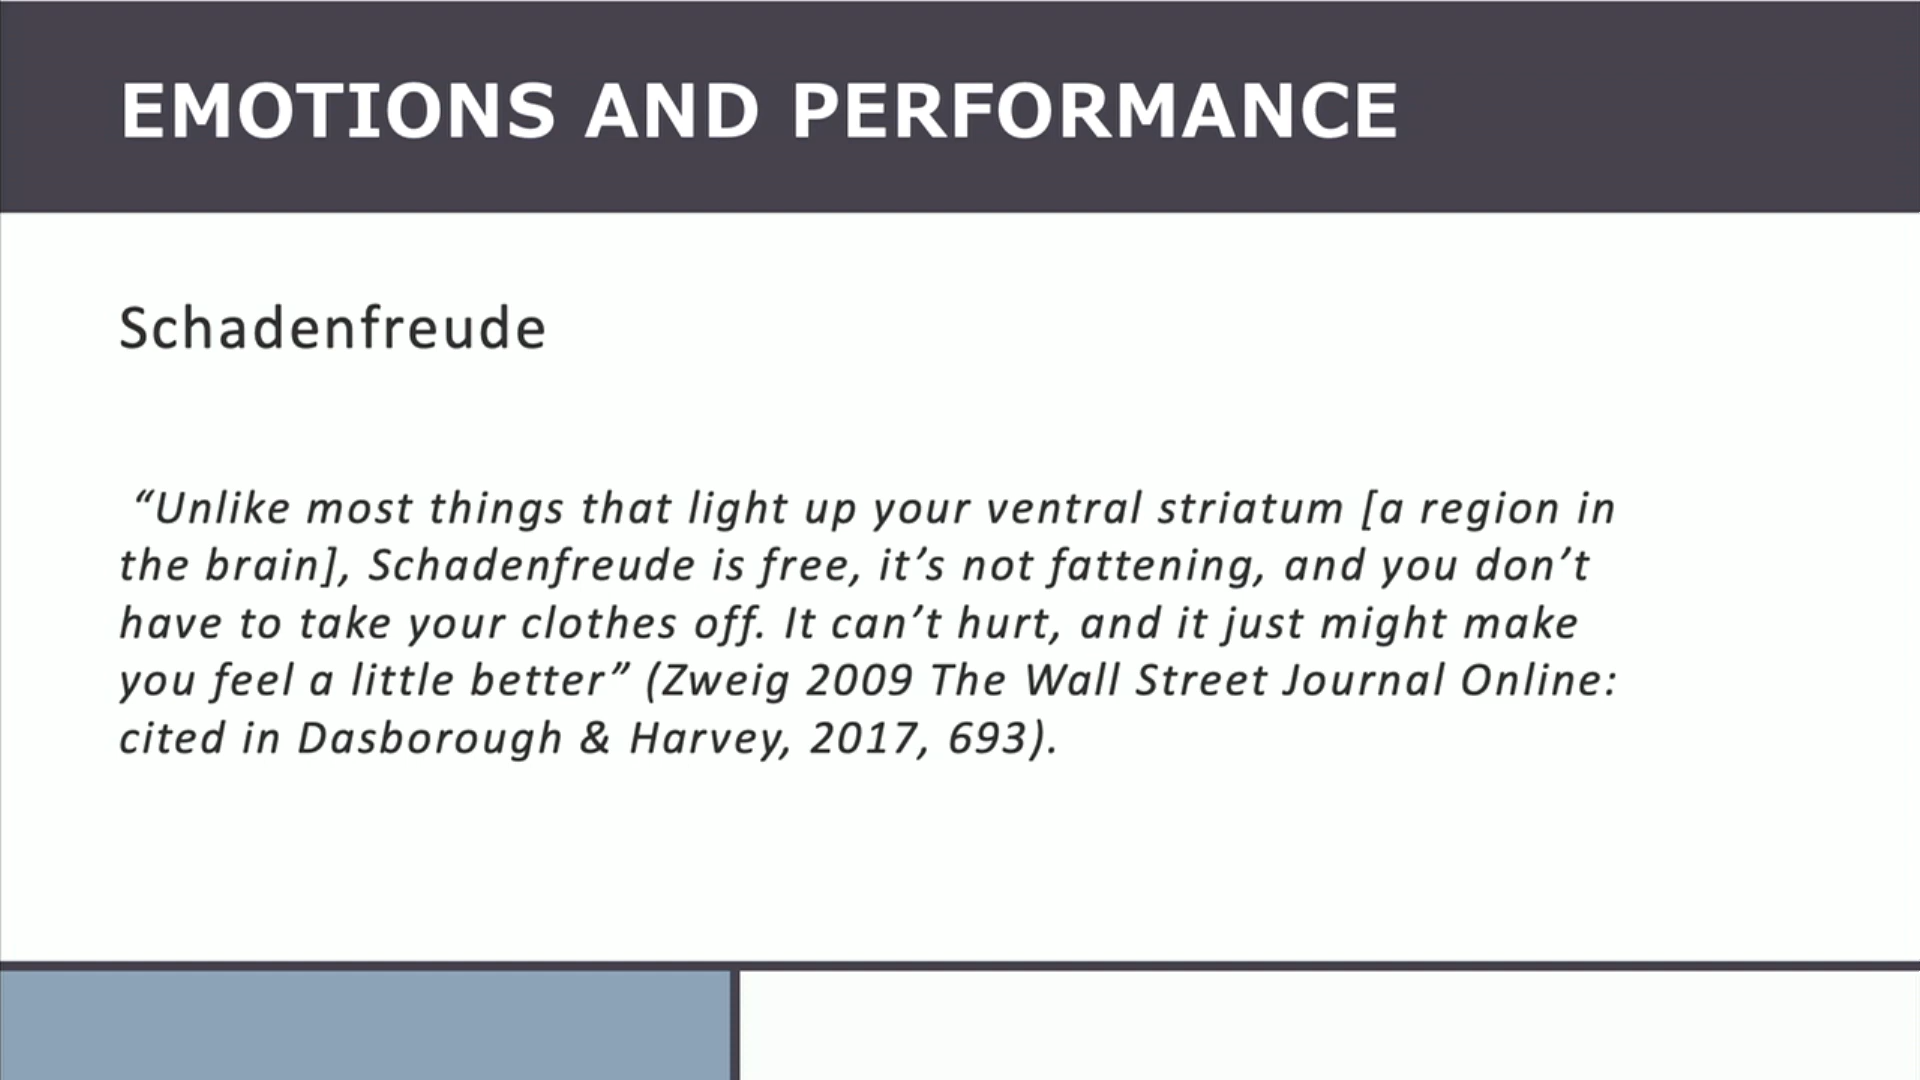 EMOTIONS AND PERFORMANCE
Schadenfreude
“Unlike most things that light up your ventral striatum [a region in
the brain], Schadenfreude is free, it’s not fattening, and you don’t
have to take your clothes off. It can’t hurt, and it just might make
you feel a little better” (Zweig 2009 The Wall Street Journal Online:
cited in Dasborough & Harvey, 2017, 693).